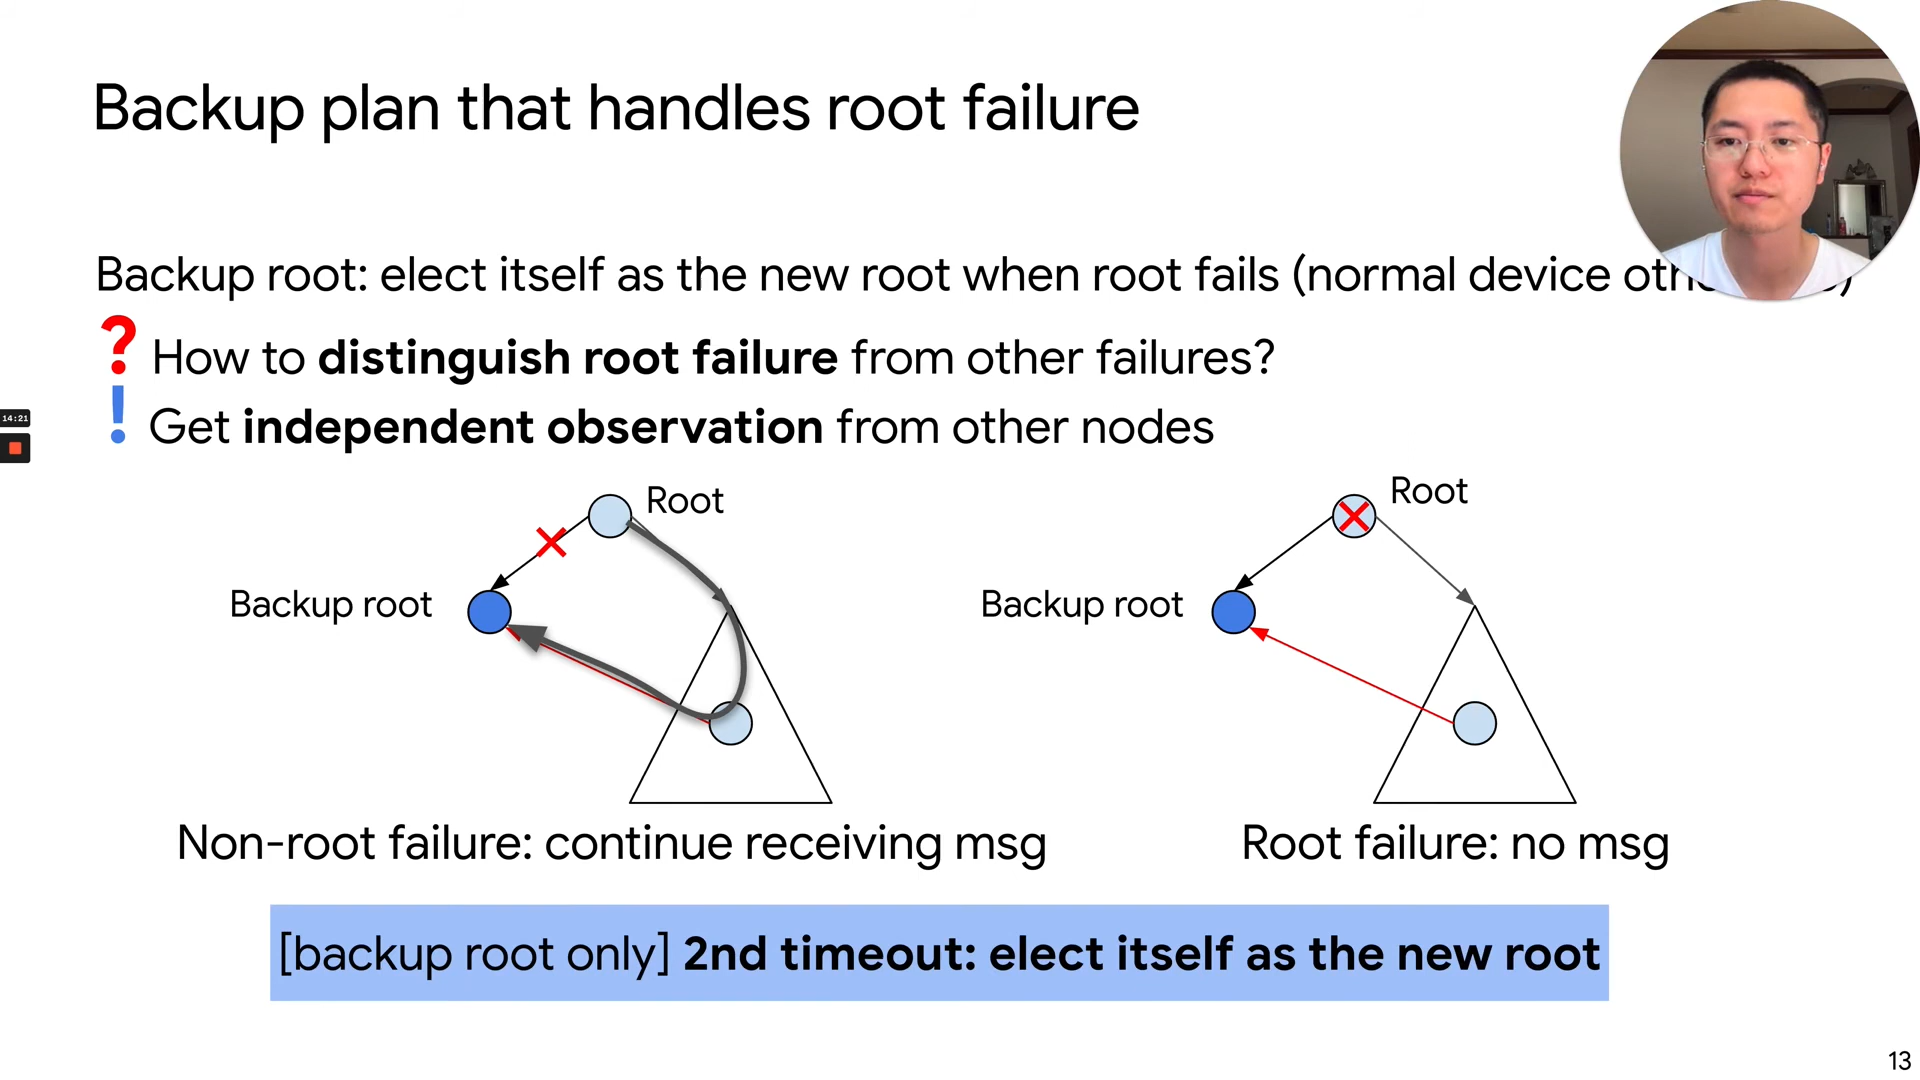 Backup plan that handles root failure
Backup root: elect itself as the new root when root fails (normal device
? How to distinguish root failure from other failures?
! Get independent observation from other nodes
14:21
Root
Root
Backup root
Backup root
Non-root failure: continue receiving msg
Root failure: no msg
[backup root only] 2nd timeout: elect itself as the new root
13